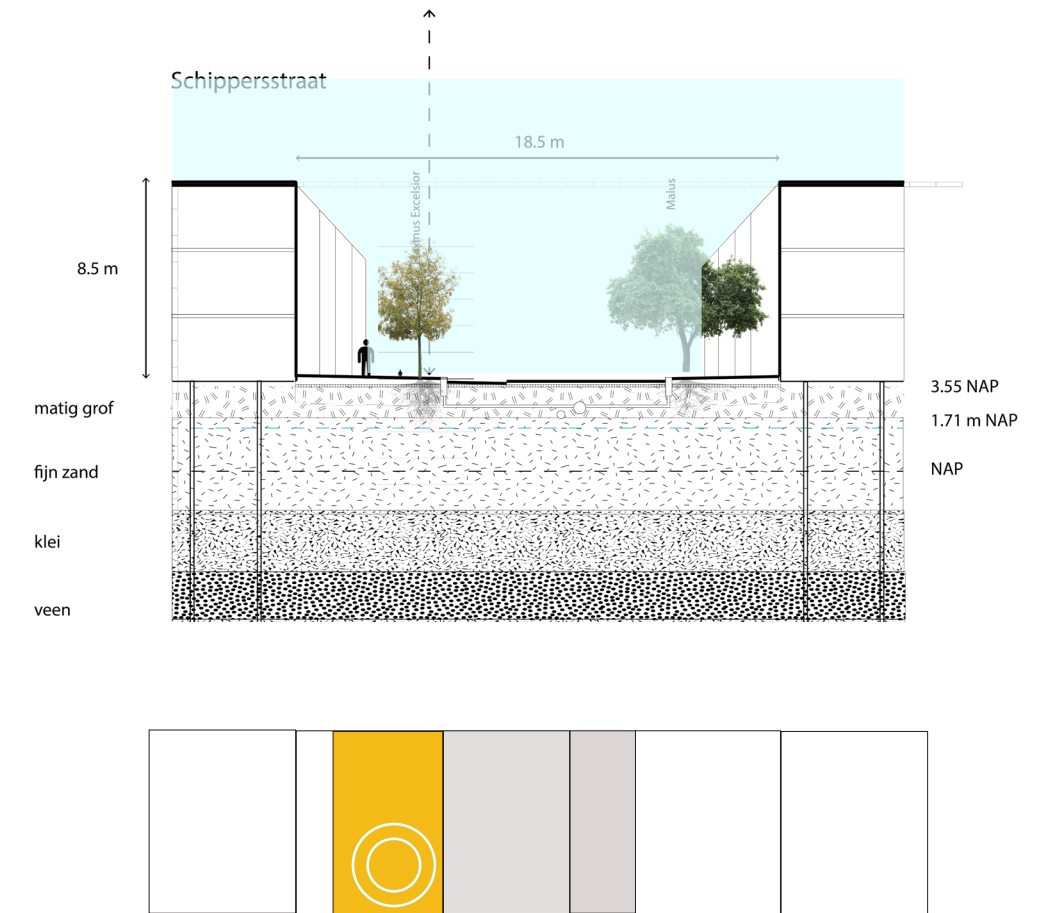 Schippersstraat
18.5 m
Excelsior
Malus
8.5 m
3.55 NAP
matig grof
1.71 m NAP
fijn zand
NAP
klei
veen